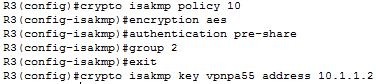 R3(config)#crypto isakmp policy 10
R3(config-isakmp)#encryption aes
R3(config-isakmp)#authentication pre-share
R3(config-isakmp)#group 2
R3(config-isakmp)#exit
R3(config)#crypto isakmp key vpnpa55 address 10.1.1.2